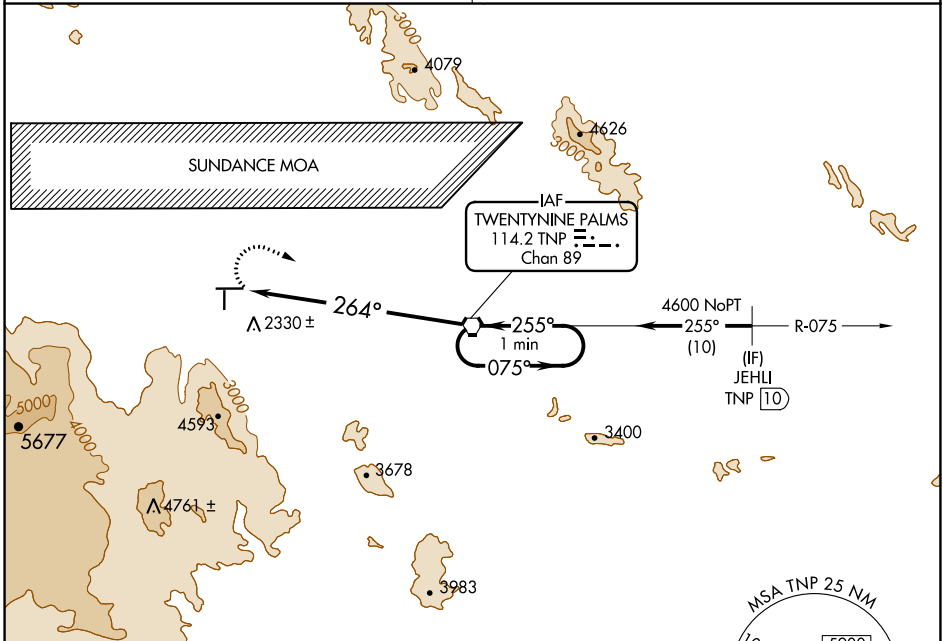 3000
4079
4626
3000
SUNDANCE MOA
IAF
TWENTYNINE PALMS
114.2 TNP
Chan 89
264°
2330 ±
255°
1 min
075°
4600 NoPT
255°
(10)
R-075
(IF)
JEHLI
TNP 10
5000
4000
5677
3000
4593
3400
3678
4761 ±
3983
MSA TNP 25 NM